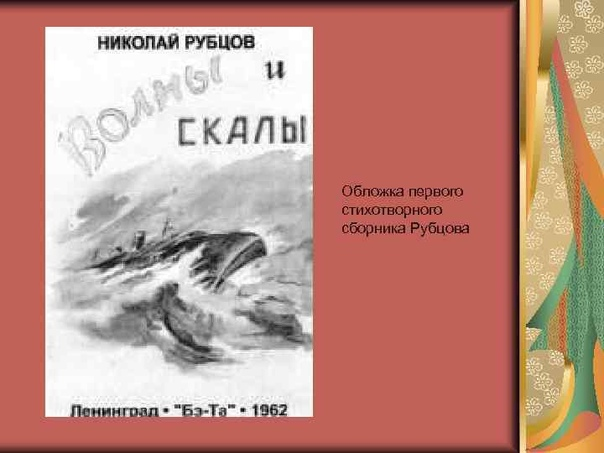 НИКОЛАЙ РУБЦОВ
Волны и
СКАЛЫ
Обложка первого
стихотворного
сборника Рубцова
Ленинград • "Бэ-Та" • 1962